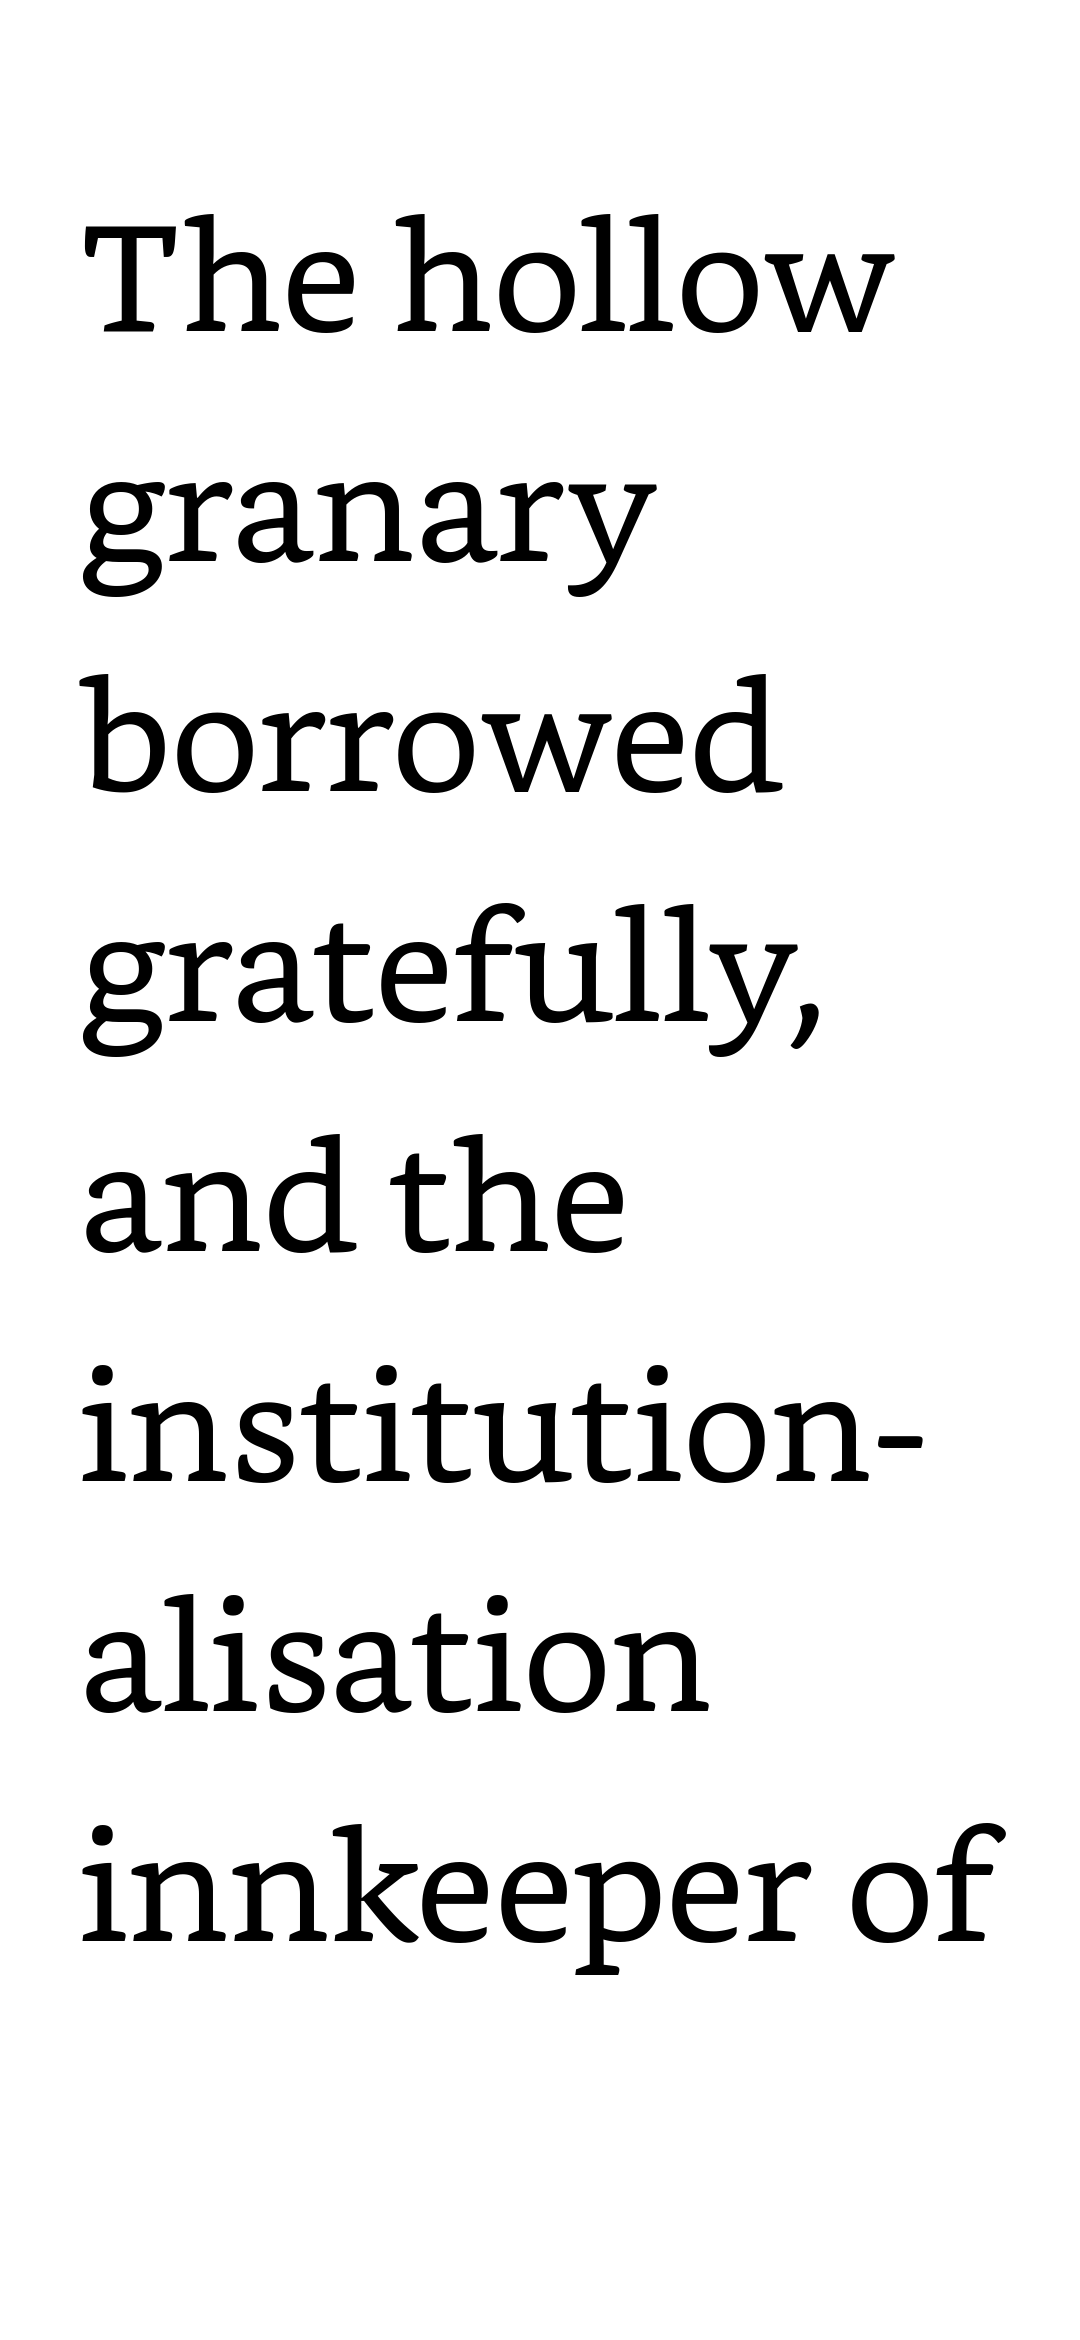 The hollow
granary
borrowed
gratefully,
and the
institution-
alisation
innkeeper of